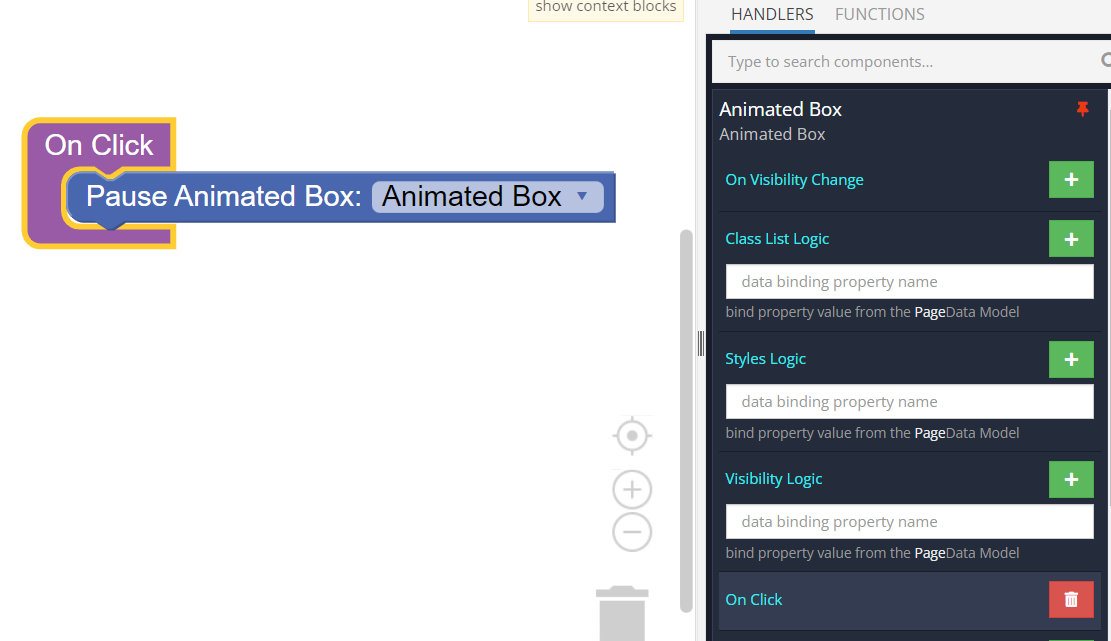 show context blocks
HANDLERS FUNCTIONS
Type to search components...
On Click
Pause Animated Box: Animated Box
Animated Box
Animated Box
On Visibility Change
Class List Logic
data binding property name
bind property value from the PageData Model
Styles Logic
data binding property name
bind property value from the PageData Model
Visibility Logic
data binding property name
bind property value from the PageData Model
On Click